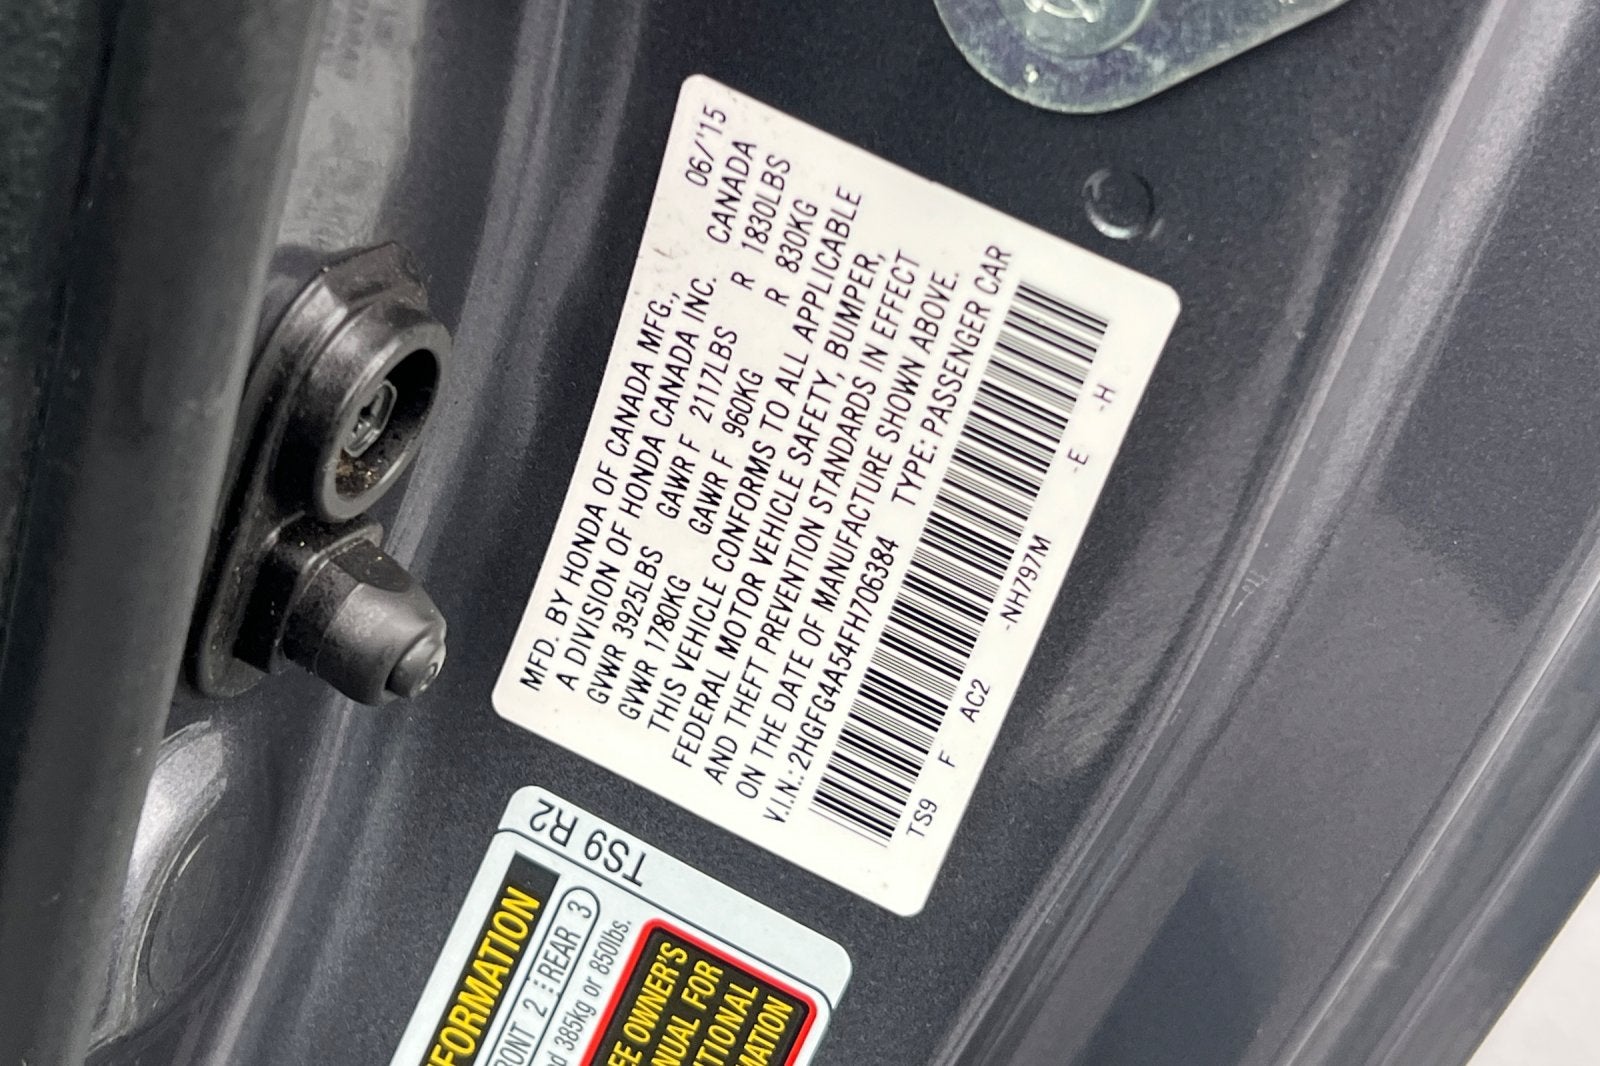 MFD. BY HONDA OF CANADA MFG., 06/'15
A DIVISION OF HONDA CANADA INC. CANADA
GVWR 3925LBS GAWR F 2117LBS R 1830LBS
GVWR 1780KG GAWR F 960KG R 830KG
THIS VEHICLE CONFORMS TO ALL APPLICABLE
FEDERAL MOTOR VEHICLE SAFETY, BUMPER,
AND THEFT PREVENTION STANDARDS IN EFFECT
ON THE DATE OF MANUFACTURE SHOWN ABOVE.
V.I.N.: 2HGFG4A54FH706384 TYPE: PASSENGER CAR
TS9 F AC2 -NH797M -E -H
TS9 R2
FORMATION
RONT 2 REAR 3
d 385kg or 850lbs.
EE OWNER'S
NUAL FOR
ITIONAL
MATION